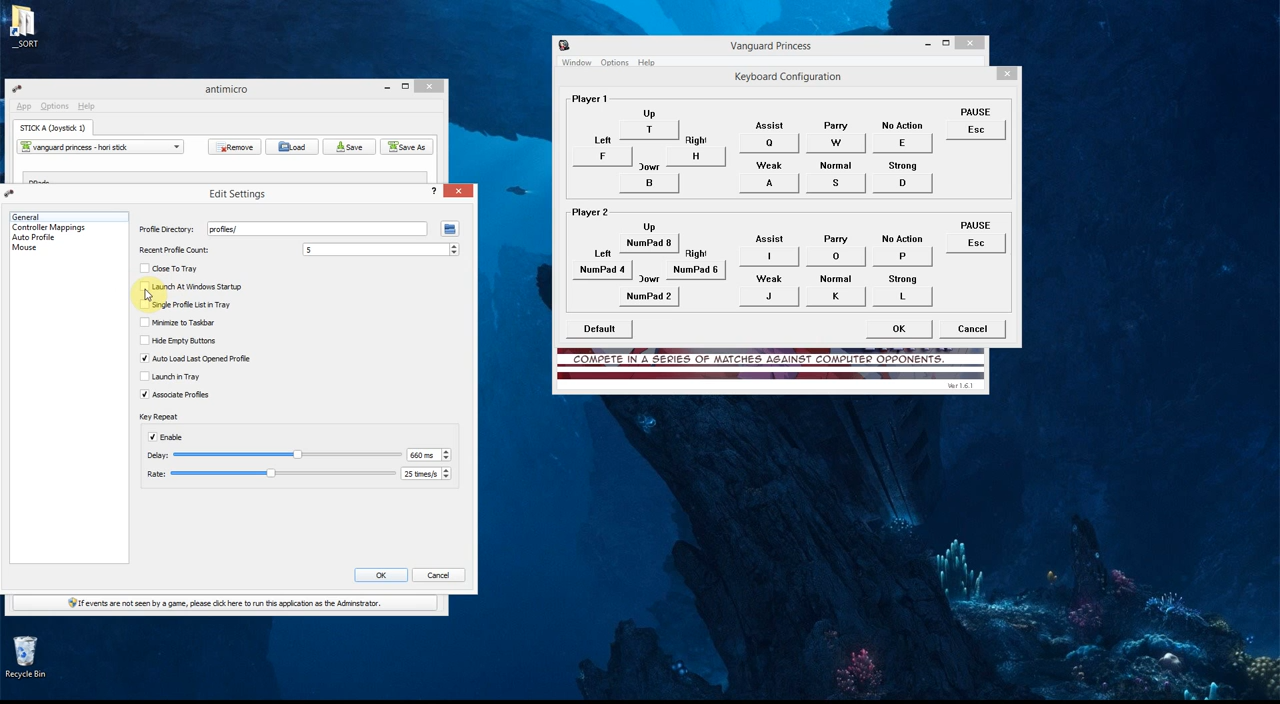 __SORT
antimicro
App Options Help
STICK A (Joystick 1)
vanguard princess - hori stick
Remove Load Save Save As
DPads
Edit Settings
?
General
Controller Mappings
Auto Profile
Mouse
Profile Directory: profiles/
Recent Profile Count: 5
Close To Tray
Launch At Windows Startup
Single Profile List in Tray
Minimize to Taskbar
Hide Empty Buttons
Auto Load Last Opened Profile
Launch in Tray
Associate Profiles
Key Repeat
Enable
Delay: 660 ms
Rate: 25 times/s
OK Cancel
If events are not seen by a game, please click here to run this application as the Adminstrator.
Recycle Bin
Vanguard Princess
Window Options Help
Keyboard Configuration
Player 1
Up
T
Left Right
F H
Down
B
Assist Parry No Action
Q W E
Weak Normal Strong
A S D
PAUSE
Esc
Player 2
Up
NumPad 8
Left Right
NumPad 4 NumPad 6
Down
NumPad 2
Assist Parry No Action
I O P
Weak Normal Strong
J K L
PAUSE
Esc
Default OK Cancel
COMPETE IN A SERIES OF MATCHES AGAINST COMPUTER OPPONENTS.
Ver 1.6.1